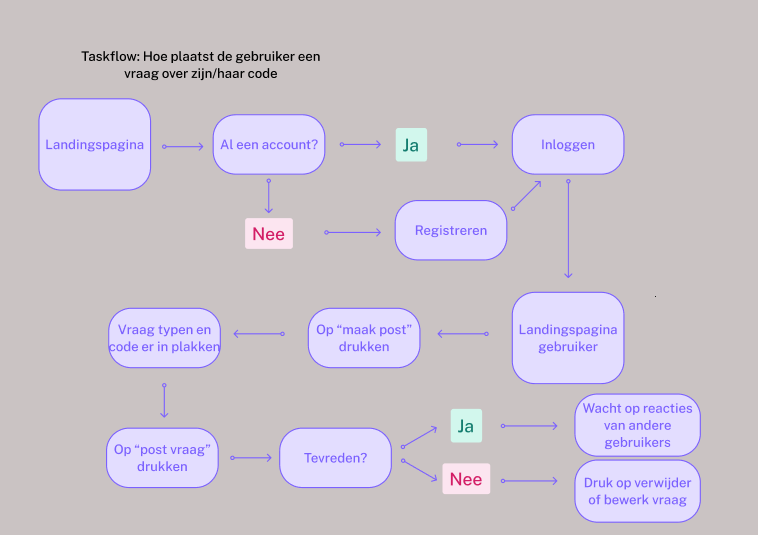 Taskflow: Hoe plaatst de gebruiker een
vraag over zijn/haar code
Landingspagina
Al een account?
Ja
Inloggen
Nee
Registreren
Landingspagina
gebruiker
Op “maak post”
drukken
Vraag typen en
code er in plakken
Op “post vraag”
drukken
Tevreden?
Ja
Wacht op reacties
van andere
gebruikers
Nee
Druk op verwijder
of bewerk vraag